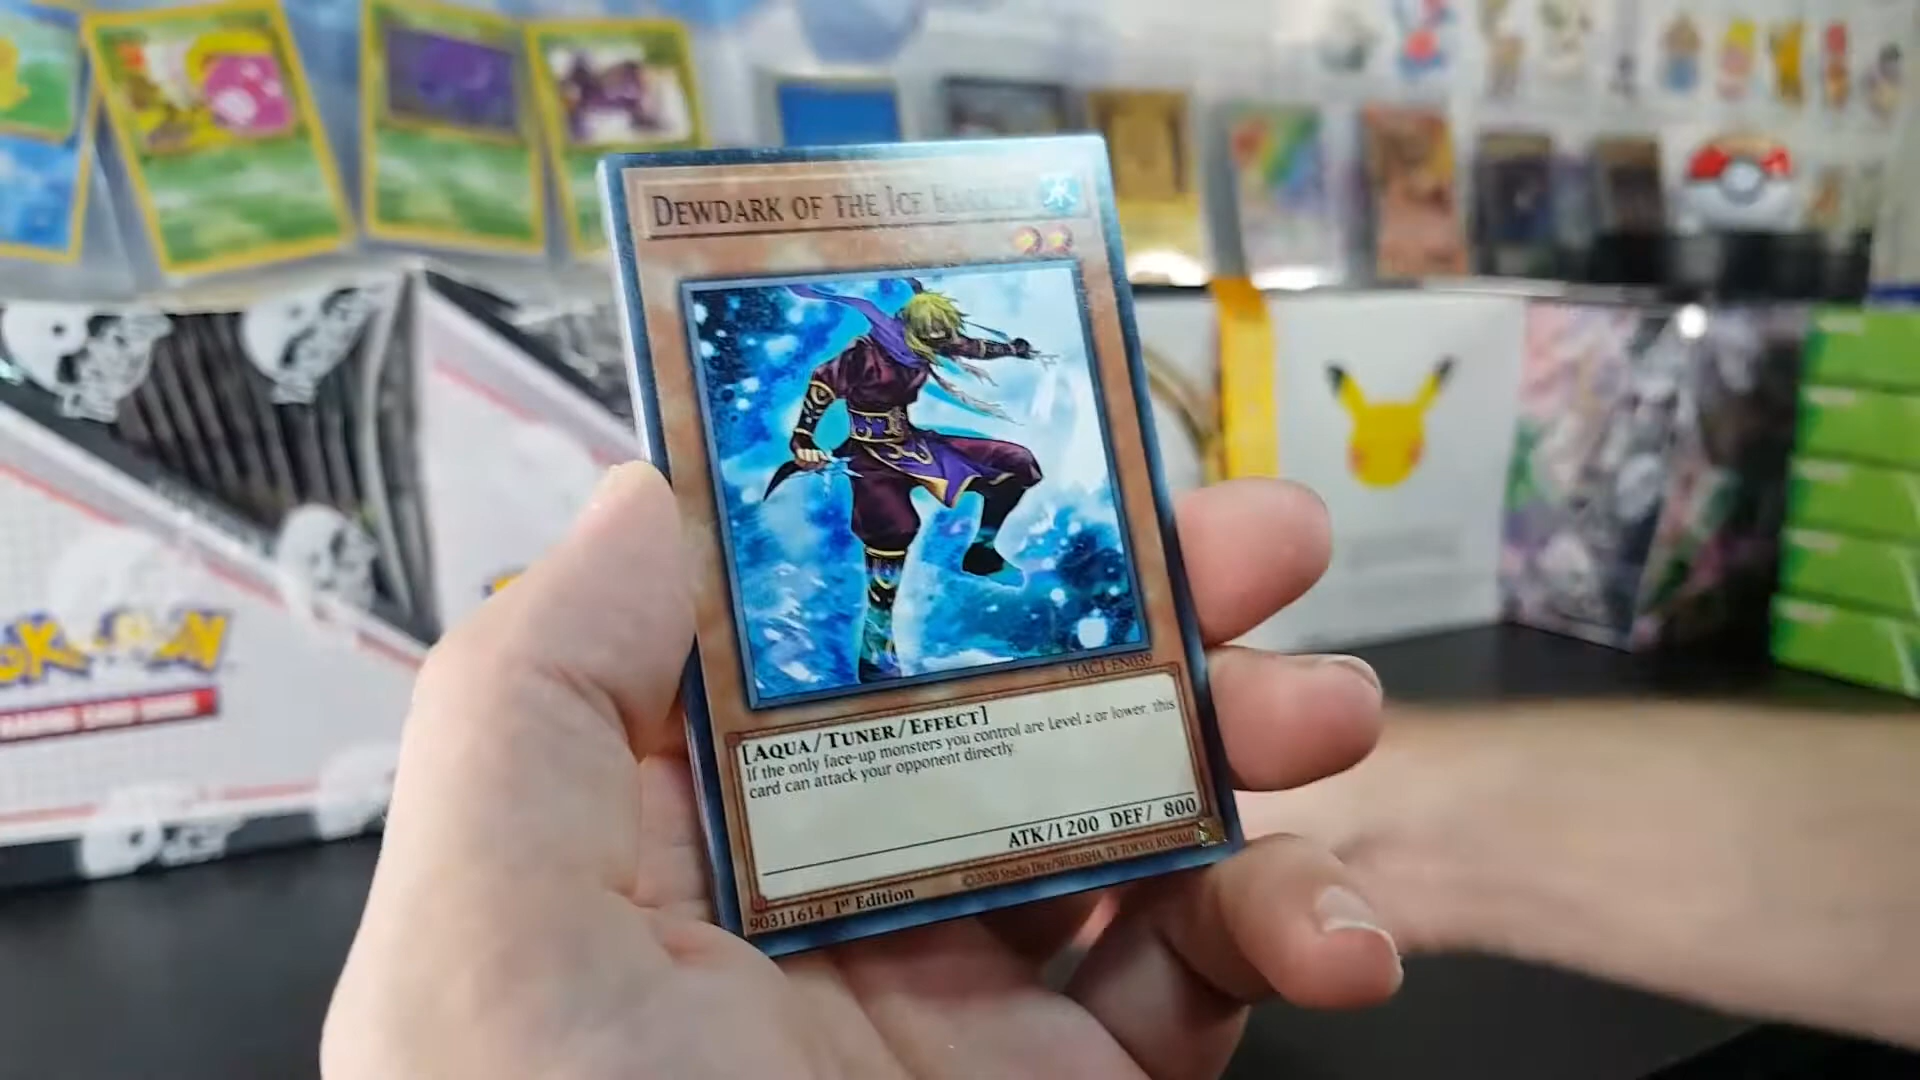 DEWDARK OF THE ICE BARRIER
HAC1-EN039
[AQUA/TUNER/EFFECT]
If the only face-up monsters you control are Level 2 or lower, this
card can attack your opponent directly.
ATK/1200 DEF/ 800
90311614 1st Edition
©2020 Studio Dice/SHUEISHA, TV TOKYO, KONAMI